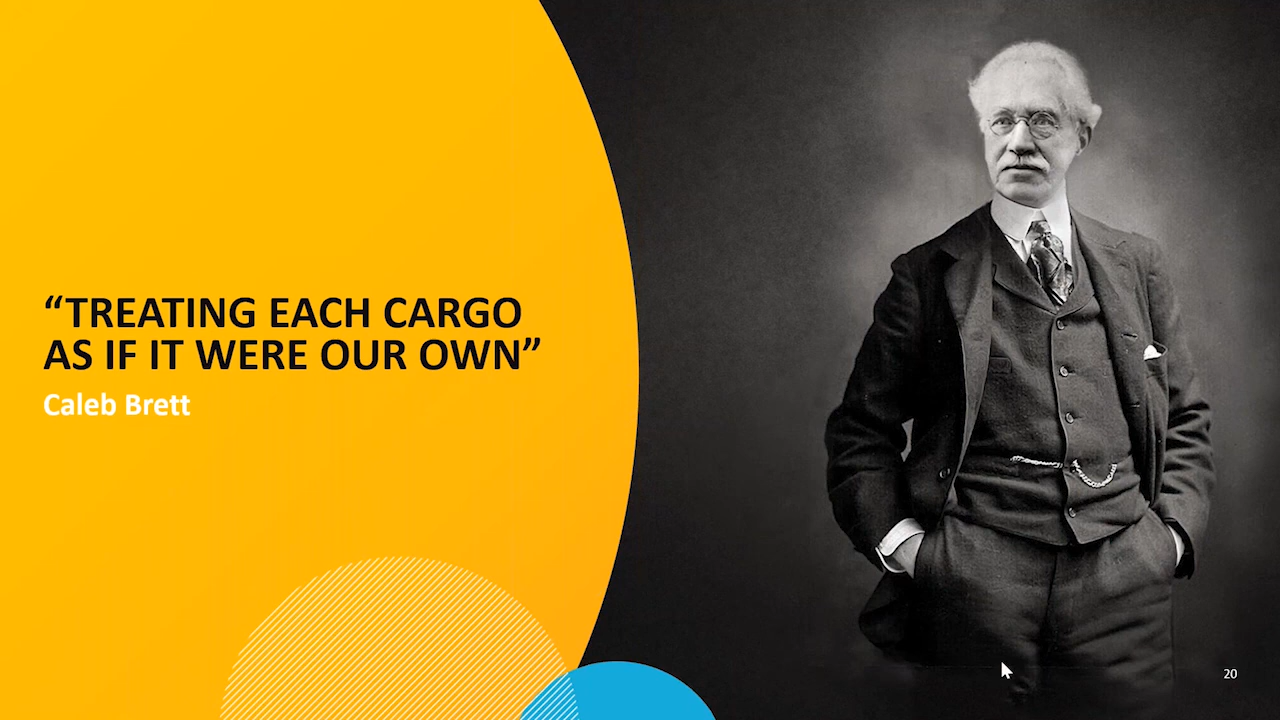 “TREATING EACH CARGO
AS IF IT WERE OUR OWN”
Caleb Brett
20